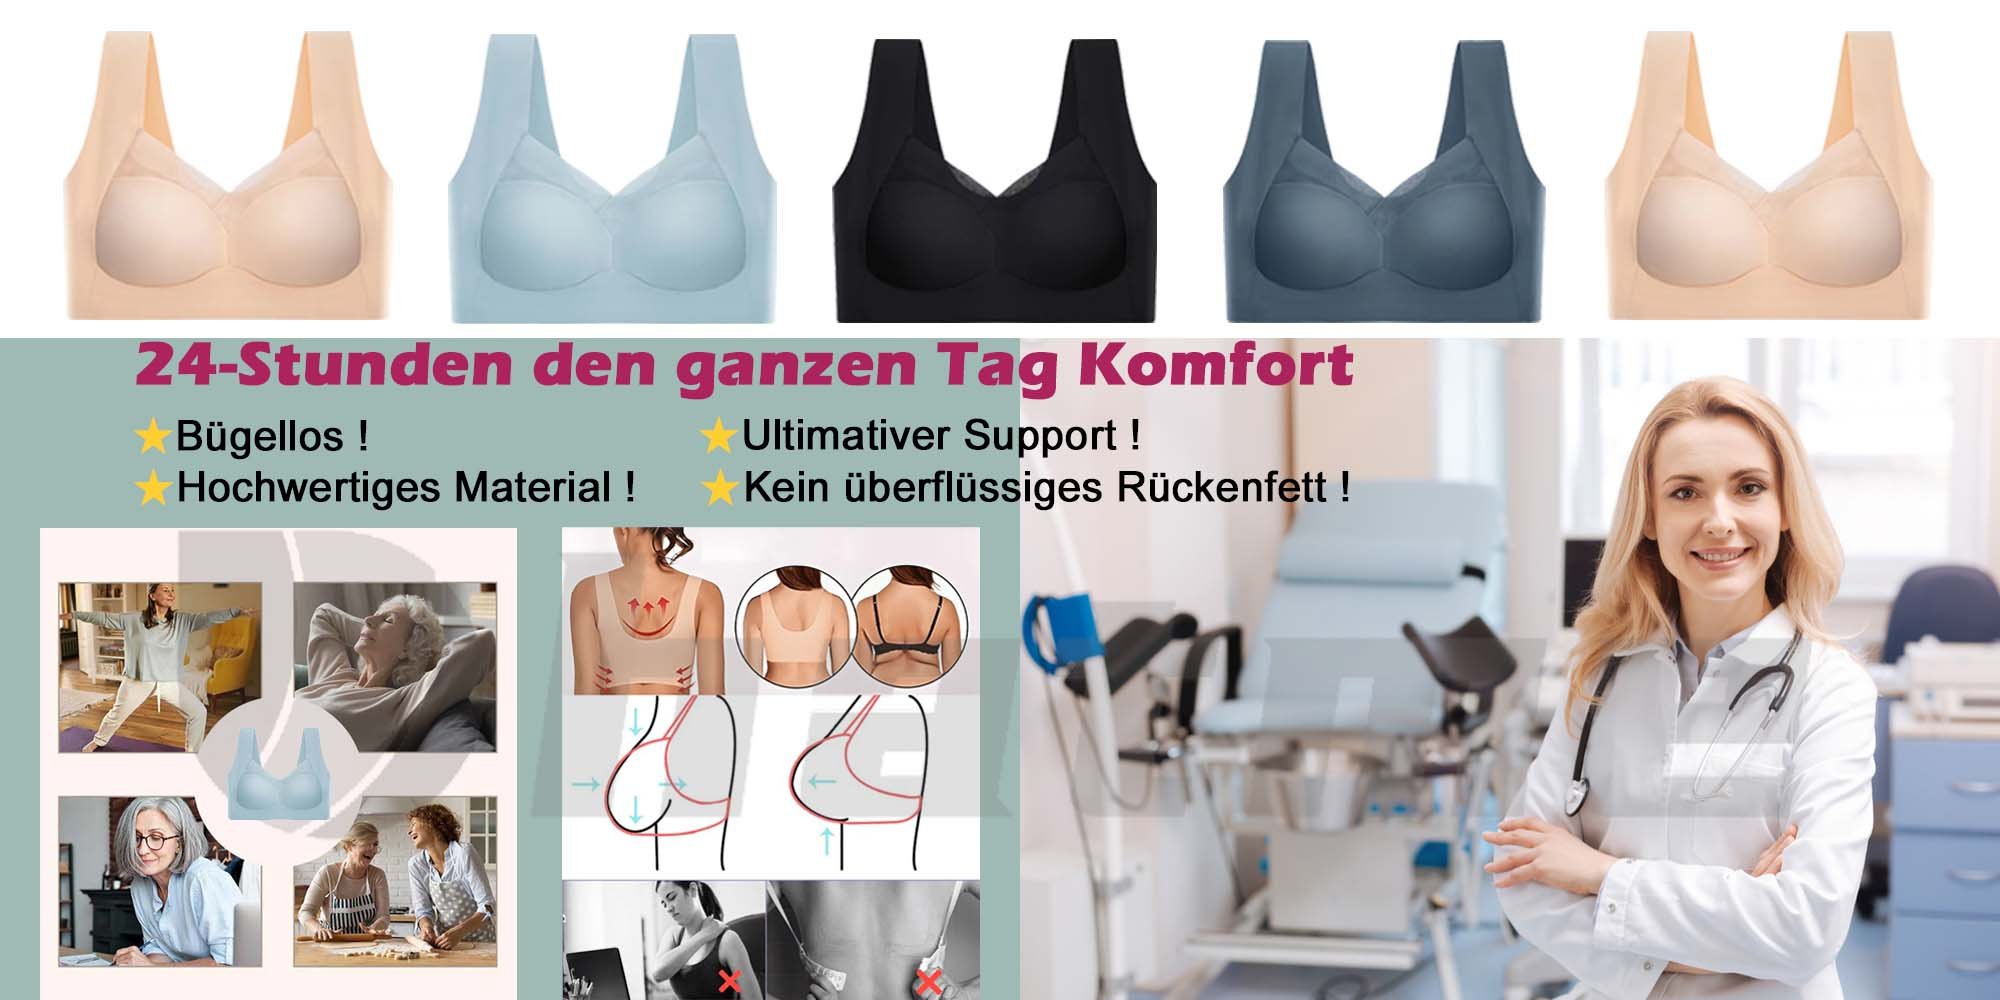 24-Stunden den ganzen Tag Komfort
Bügellos !
Ultimativer Support !
Hochwertiges Material !
Kein überflüssiges Rückenfett !